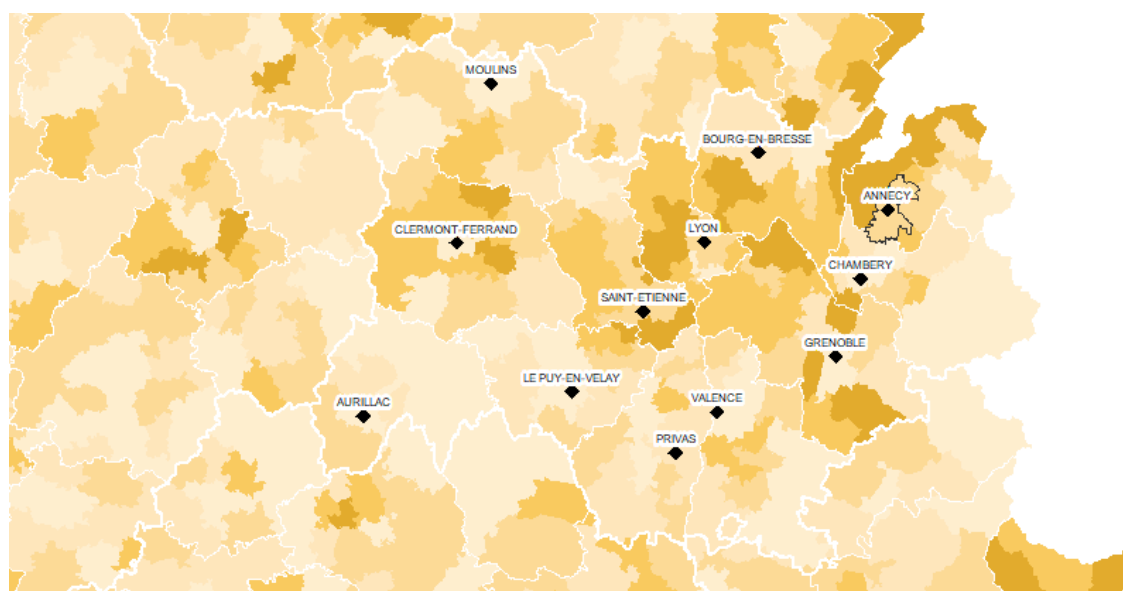 MOULINS
BOURG-EN-BRESSE
ANNECY
CLERMONT-FERRAND
LYON
CHAMBERY
SAINT-ETIENNE
GRENOBLE
LE PUY-EN-VELAY
AURILLAC
VALENCE
PRIVAS